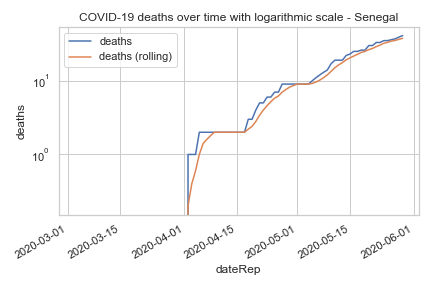 COVID-19 deaths over time with logarithmic scale - Senegal
deaths
deaths (rolling)
deaths
10¹
10⁰
2020-03-01
2020-03-15
2020-04-01
2020-04-15
2020-05-01
2020-05-15
2020-06-01
dateRep